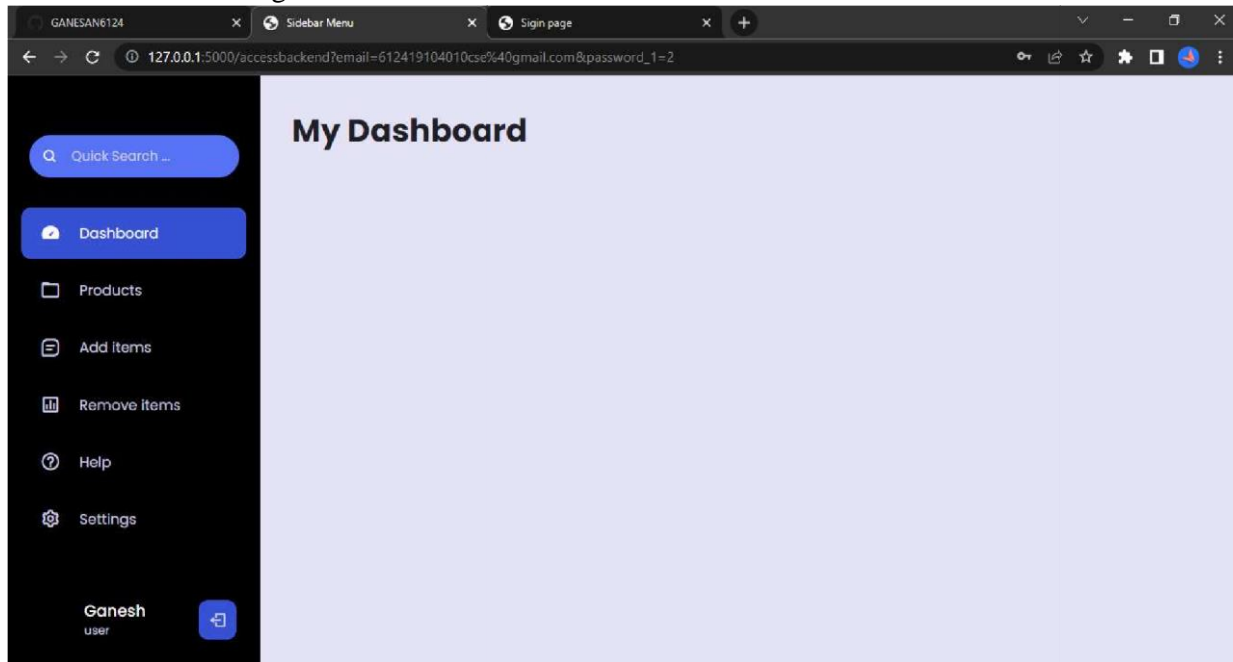 GANESAN6124 Sidebar Menu Sigin page
127.0.0.1:5000/accessbackend?email=612419104010cse%40gmail.com&password_1=2
My Dashboard
Quick Search ...
Dashboard
Products
Add items
Remove items
Help
Settings
Ganesh
user